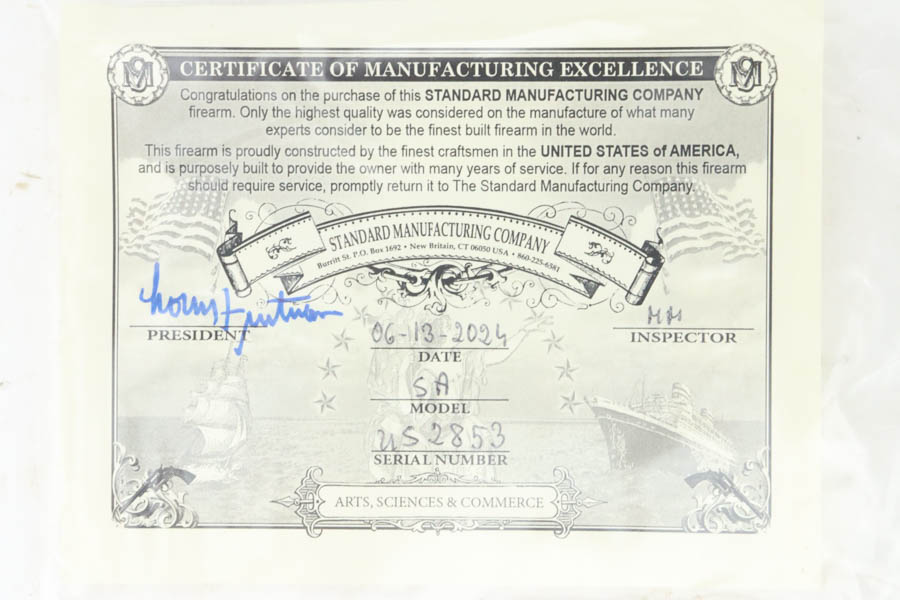 CERTIFICATE OF MANUFACTURING EXCELLENCE
Congratulations on the purchase of this STANDARD MANUFACTURING COMPANY
firearm. Only the highest quality was considered on the manufacture of what many
experts consider to be the finest built firearm in the world.
This firearm is proudly constructed by the finest craftsmen in the UNITED STATES of AMERICA,
and is purposely built to provide the owner with many years of service. If for any reason this firearm
should require service, promptly return it to The Standard Manufacturing Company.
STANDARD MANUFACTURING COMPANY
Burritt St. P.O. Box 1692 • New Britain, CT 06050 USA • 860-225-6581
PRESIDENT
06-13-2024
DATE
MM
INSPECTOR
SA
MODEL
US2853
SERIAL NUMBER
ARTS, SCIENCES & COMMERCE